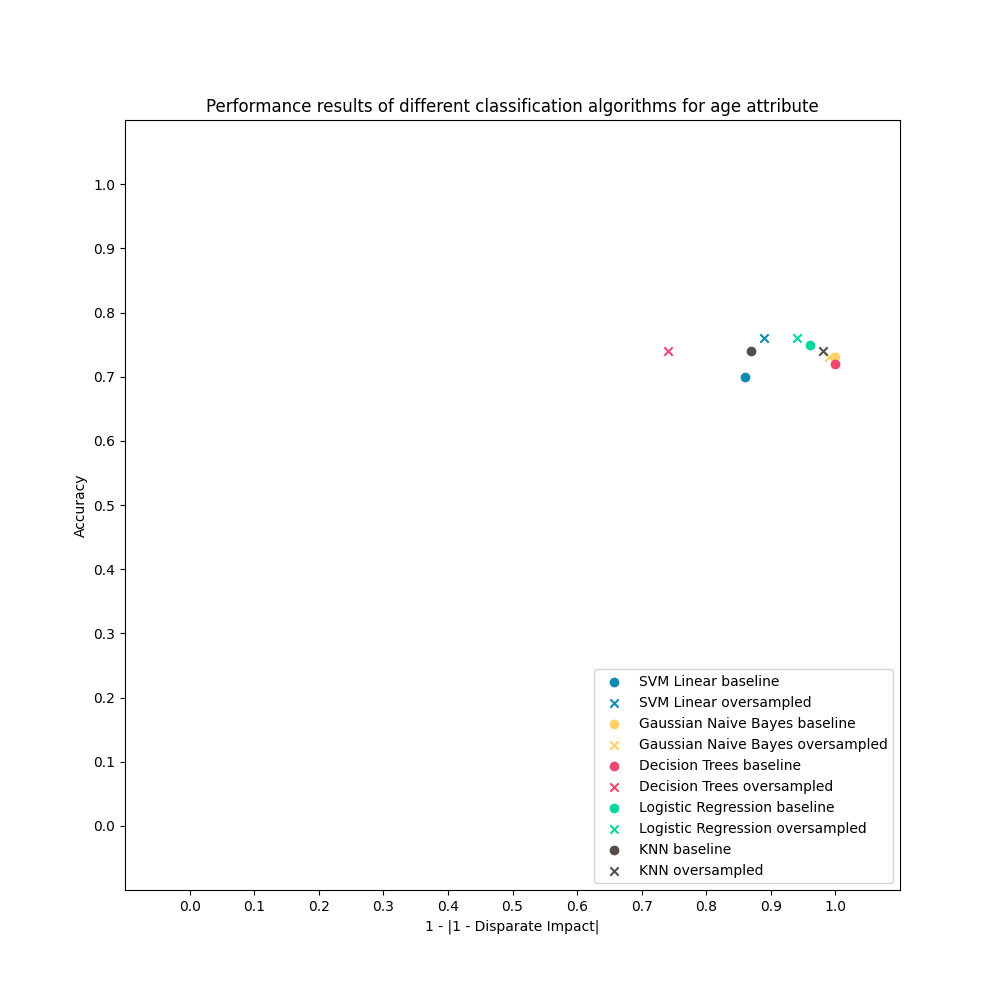 Performance results of different classification algorithms for age attribute
1.0
0.9
0.8
0.7
0.6
0.5
0.4
0.3
0.2
0.1
0.0
Accuracy
SVM Linear baseline
SVM Linear oversampled
Gaussian Naive Bayes baseline
Gaussian Naive Bayes oversampled
Decision Trees baseline
Decision Trees oversampled
Logistic Regression baseline
Logistic Regression oversampled
KNN baseline
KNN oversampled
0.0 0.1 0.2 0.3 0.4 0.5 0.6 0.7 0.8 0.9 1.0
1 - |1 - Disparate Impact|